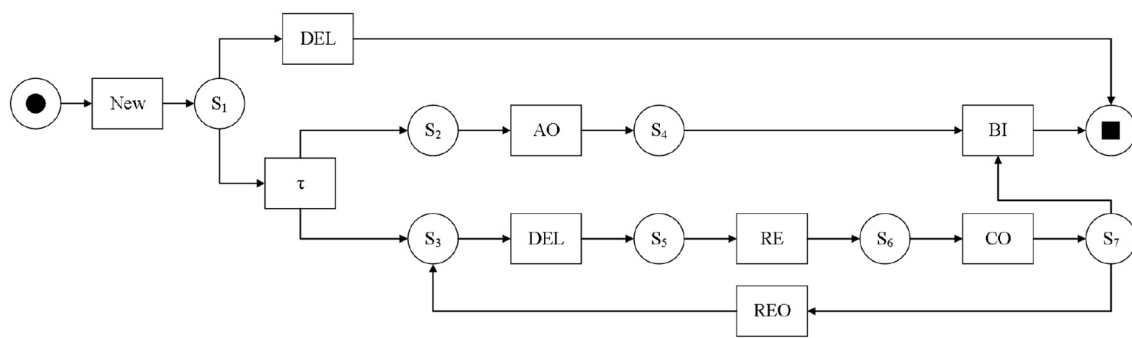 DEL
New
S₁
S₂
AO
S₄
BI
τ
S₃
DEL
S₅
RE
S₆
CO
S₇
REO